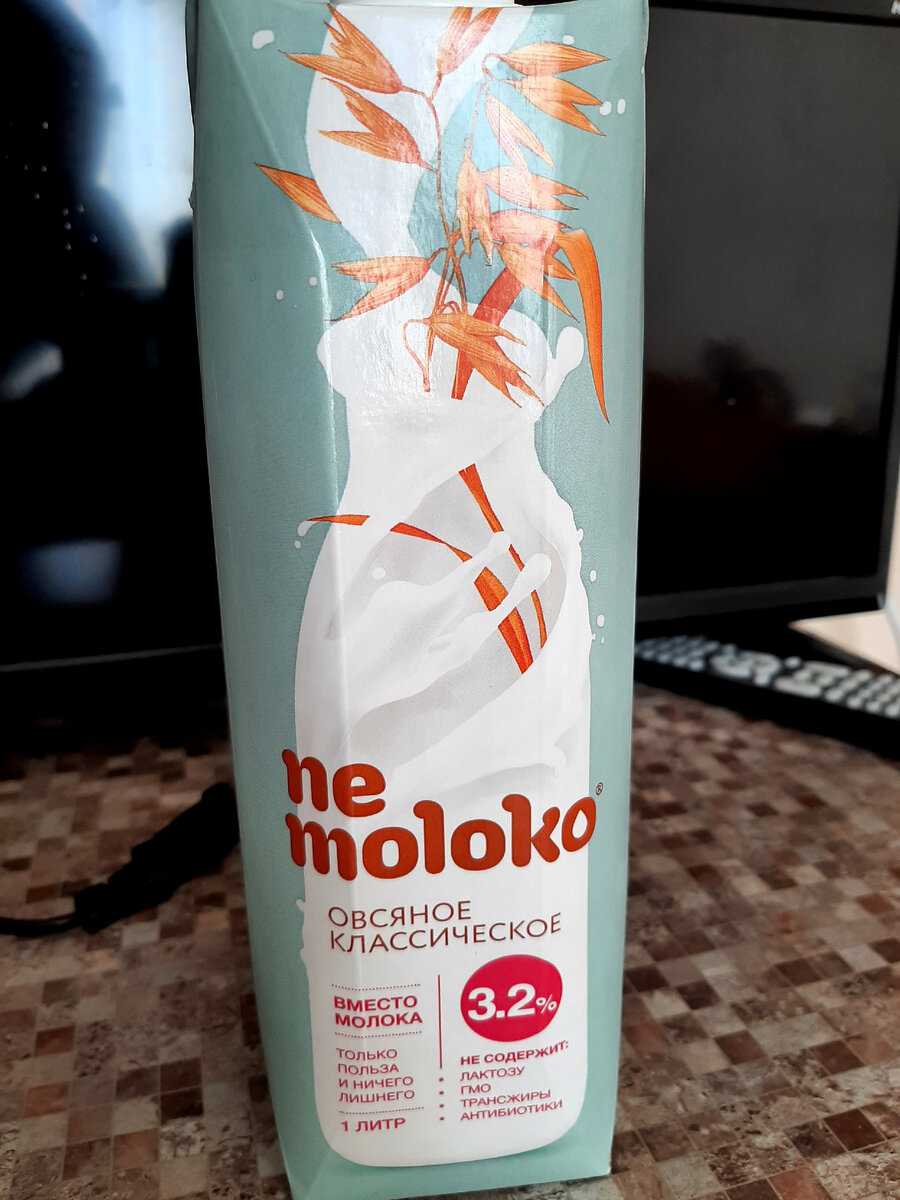 ne
moloko®
ОВСЯНОЕ
КЛАССИЧЕСКОЕ
ВМЕСТО
МОЛОКА
ТОЛЬКО
ПОЛЬЗА
И НИЧЕГО
ЛИШНЕГО
1 ЛИТР
3.2%
НЕ СОДЕРЖИТ:
• ЛАКТОЗУ
• ГМО
• ТРАНСЖИРЫ
• АНТИБИОТИКИ